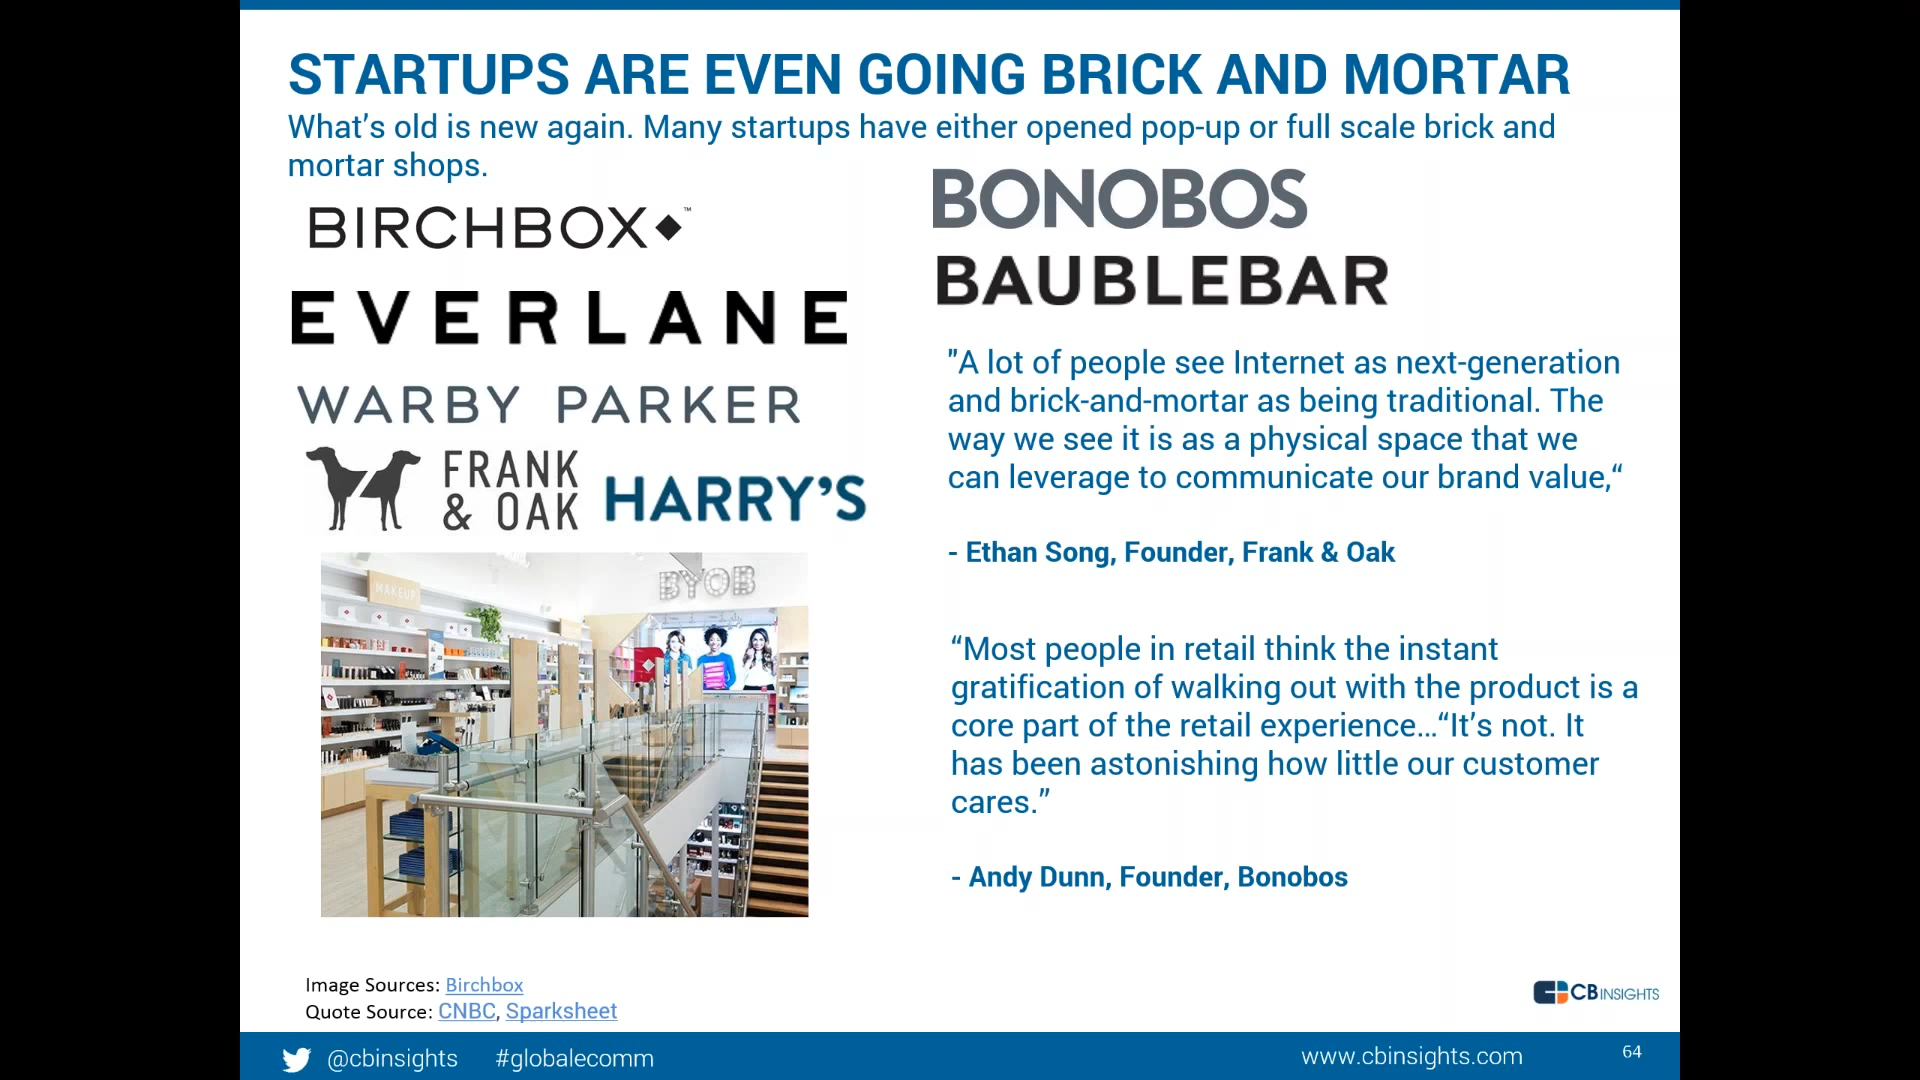 STARTUPS ARE EVEN GOING BRICK AND MORTAR
What’s old is new again. Many startups have either opened pop-up or full scale brick and
mortar shops.
BIRCHBOX™
EVERLANE
WARBY PARKER
FRANK
& OAK
HARRY’S
BONOBOS
BAUBLEBAR
"A lot of people see Internet as next-generation
and brick-and-mortar as being traditional. The
way we see it is as a physical space that we
can leverage to communicate our brand value,“
- Ethan Song, Founder, Frank & Oak
“Most people in retail think the instant
gratification of walking out with the product is a
core part of the retail experience…“It’s not. It
has been astonishing how little our customer
cares.”
- Andy Dunn, Founder, Bonobos
MAKEUP
BYOB
Image Sources: Birchbox
Quote Source: CNBC, Sparksheet
CBINSIGHTS
@cbinsights
#globalecomm
www.cbinsights.com
64